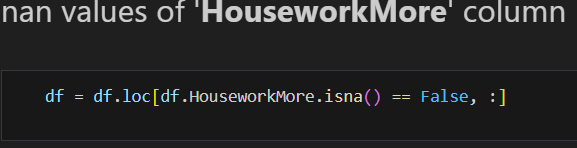 nan values of 'HouseworkMore' column
df = df.loc[df.HouseworkMore.isna() == False, :]